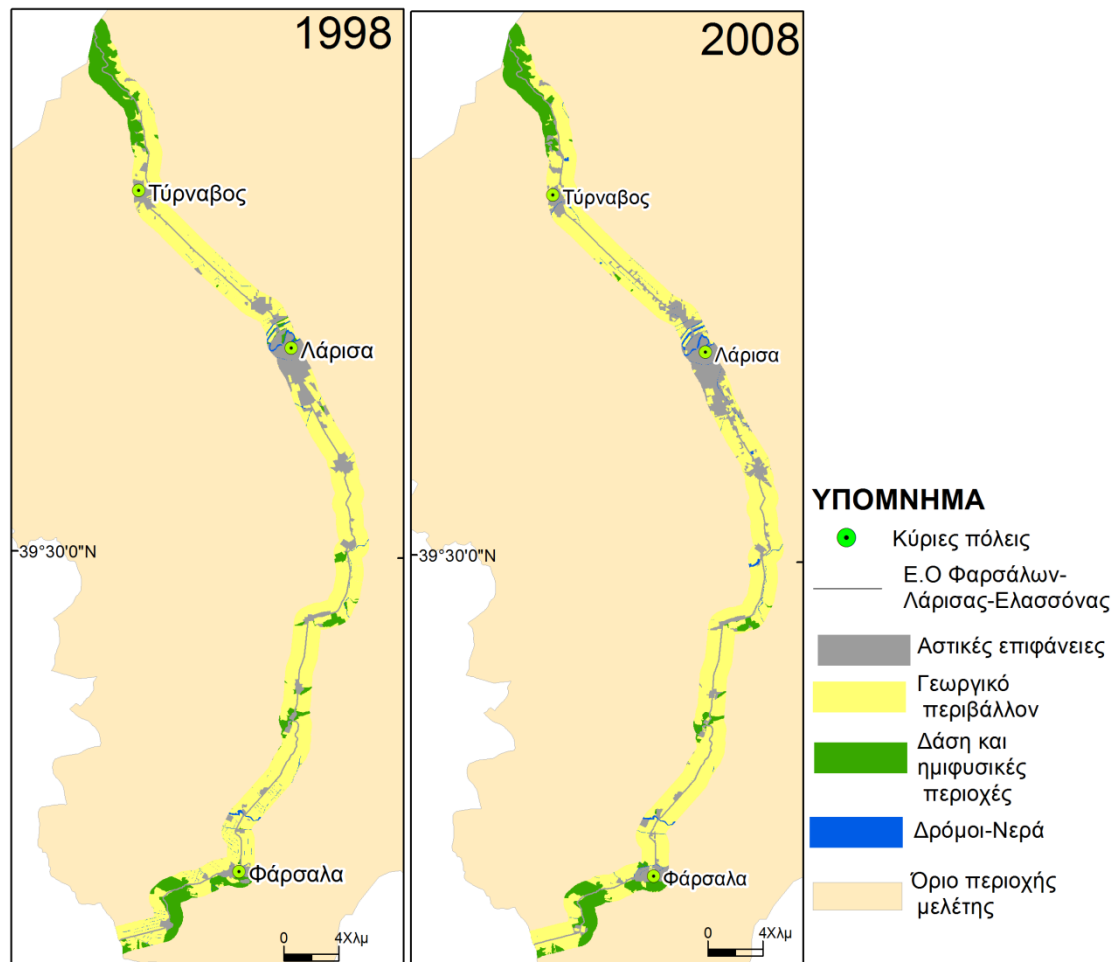 1998
Τύρναβος
Λάρισα
39°30'0"N
Φάρσαλα
0 4Χλμ
2008
Τύρναβος
Λάρισα
39°30'0"N
Φάρσαλα
0 4Χλμ
ΥΠΟΜΝΗΜΑ
Κύριες πόλεις
Ε.Ο Φαρσάλων-
Λάρισας-Ελασσόνας
Αστικές επιφάνειες
Γεωργικό
περιβάλλον
Δάση και
ημιφυσικές
περιοχές
Δρόμοι-Νερά
Όριο περιοχής
μελέτης